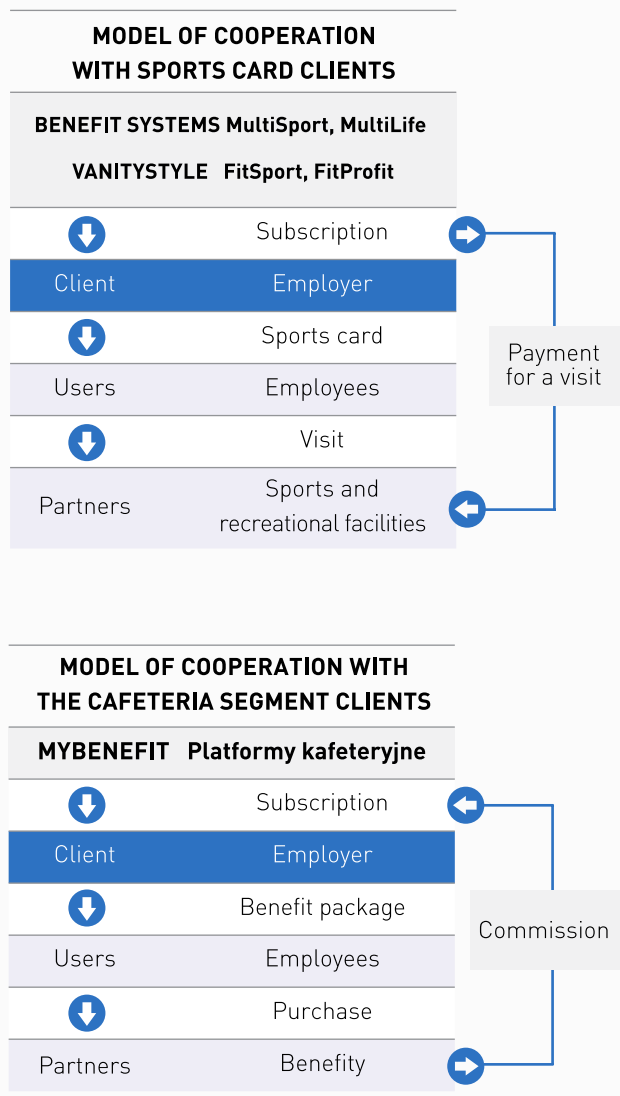 MODEL OF COOPERATION
WITH SPORTS CARD CLIENTS
BENEFIT SYSTEMS MultiSport, MultiLife
VANITYSTYLE FitSport, FitProfit
Subscription
Client Employer
Sports card
Payment
for a visit
Users Employees
Visit
Partners Sports and
recreational facilities
MODEL OF COOPERATION WITH
THE CAFETERIA SEGMENT CLIENTS
MYBENEFIT Platformy kafeteryjne
Subscription
Client Employer
Benefit package
Commission
Users Employees
Purchase
Partners Benefity